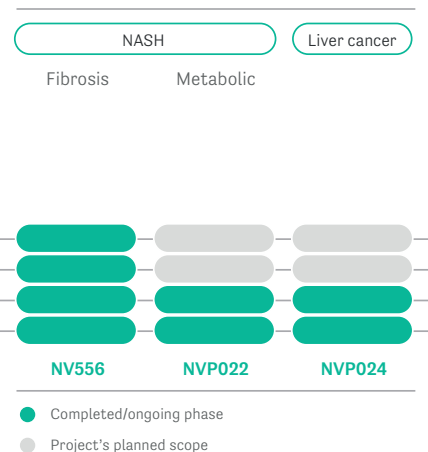 NASH Liver cancer
Fibrosis Metabolic
NV556 NVP022 NVP024
Completed/ongoing phase
Project's planned scope